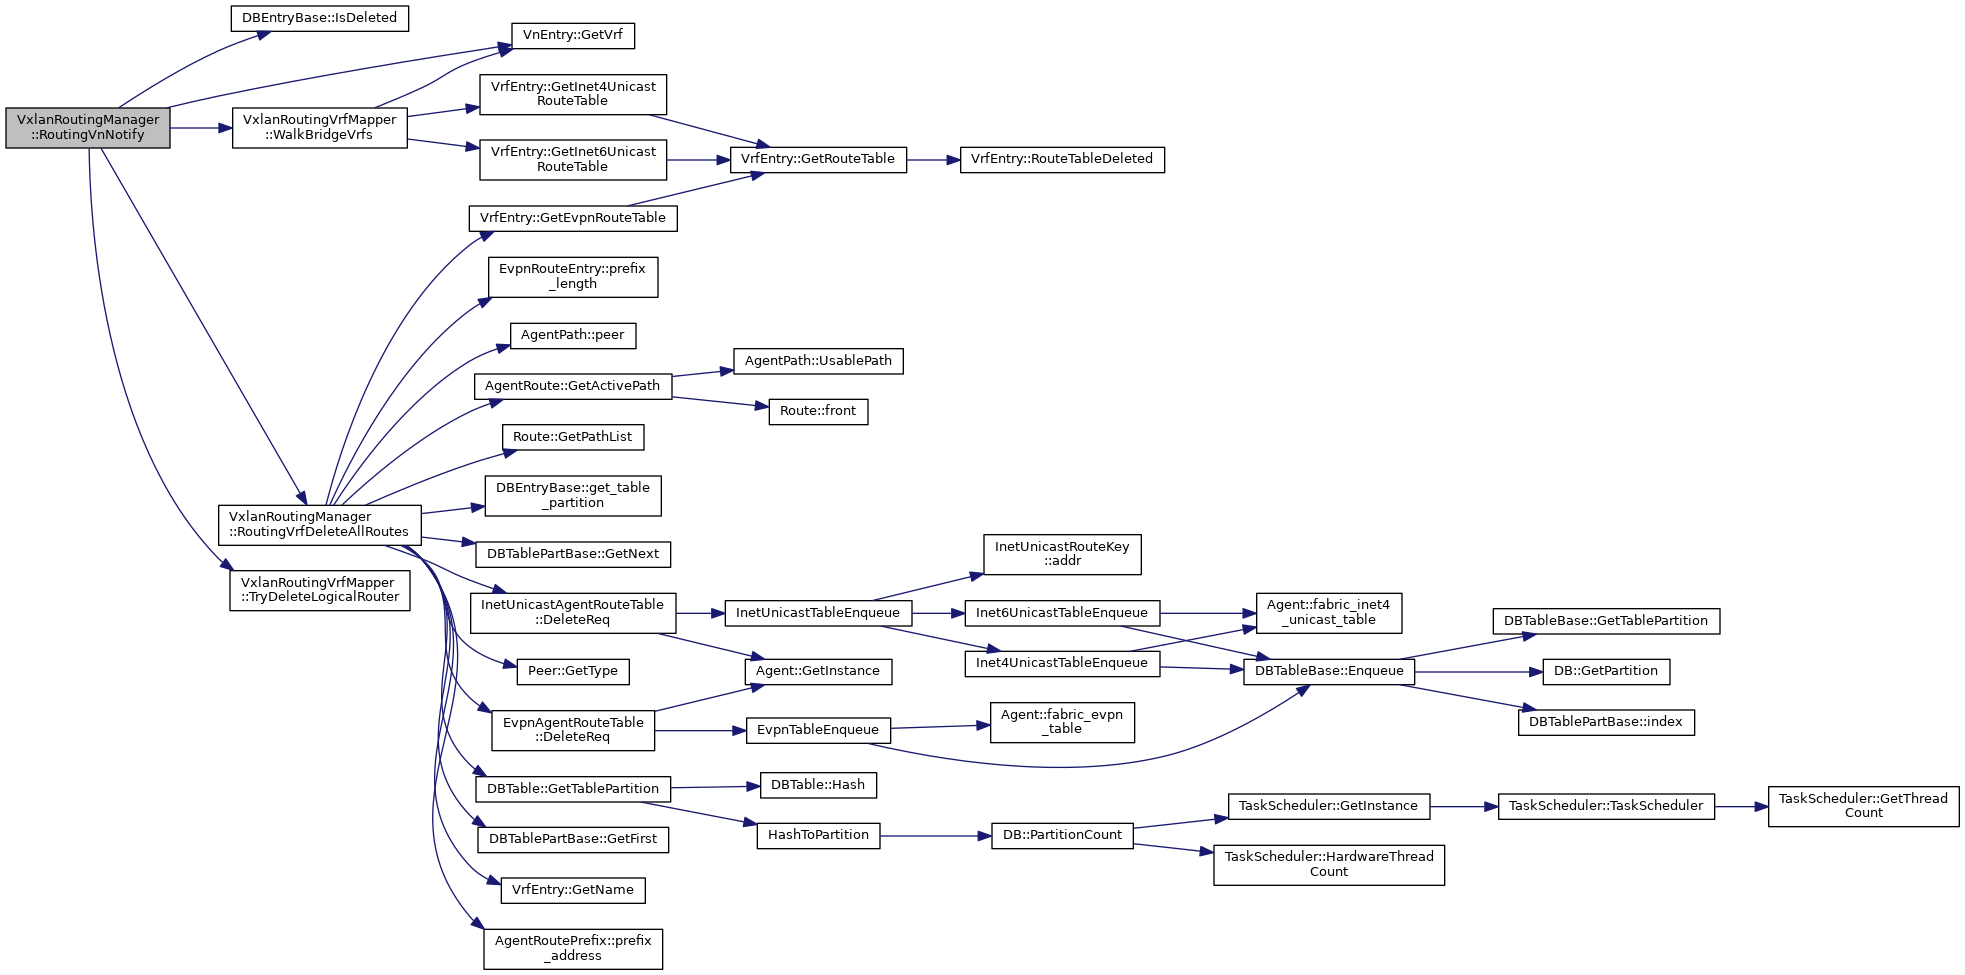 DBEntryBase::IsDeleted
VnEntry::GetVrf
VxlanRoutingManager
::RoutingVnNotify
VxlanRoutingVrfMapper
::WalkBridgeVrfs
VrfEntry::GetInet4Unicast
RouteTable
VrfEntry::GetInet6Unicast
RouteTable
VrfEntry::GetRouteTable
VrfEntry::RouteTableDeleted
VrfEntry::GetEvpnRouteTable
EvpnRouteEntry::prefix
_length
AgentPath::peer
AgentPath::UsablePath
AgentRoute::GetActivePath
Route::front
Route::GetPathList
DBEntryBase::get_table
_partition
VxlanRoutingManager
::RoutingVrfDeleteAllRoutes
DBTablePartBase::GetNext
VxlanRoutingVrfMapper
::TryDeleteLogicalRouter
InetUnicastAgentRouteTable
::DeleteReq
InetUnicastTableEnqueue
InetUnicastRouteKey
::addr
Inet6UnicastTableEnqueue
Inet4UnicastTableEnqueue
Agent::fabric_inet4
_unicast_table
DBTableBase::Enqueue
DBTableBase::GetTablePartition
DB::GetPartition
DBTablePartBase::index
Peer::GetType
Agent::GetInstance
EvpnAgentRouteTable
::DeleteReq
EvpnTableEnqueue
Agent::fabric_evpn
_table
DBTable::GetTablePartition
DBTable::Hash
HashToPartition
DB::PartitionCount
TaskScheduler::GetInstance
TaskScheduler::TaskScheduler
TaskScheduler::GetThread
Count
TaskScheduler::HardwareThread
Count
DBTablePartBase::GetFirst
VrfEntry::GetName
AgentRoutePrefix::prefix
_address